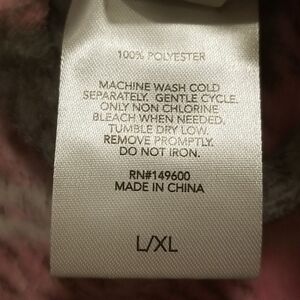 100% POLYESTER
MACHINE WASH COLD
SEPARATELY. GENTLE CYCLE.
ONLY NON CHLORINE
BLEACH WHEN NEEDED.
TUMBLE DRY LOW.
REMOVE PROMPTLY.
DO NOT IRON.
RN#149600
MADE IN CHINA
L/XL